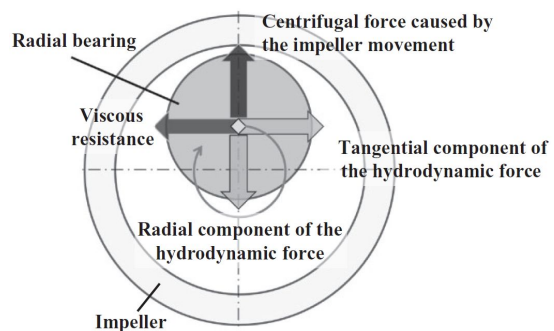 Centrifugal force caused by
the impeller movement
Radial bearing
Viscous
resistance
Tangential component of
the hydrodynamic force
Radial component of the
hydrodynamic force
Impeller